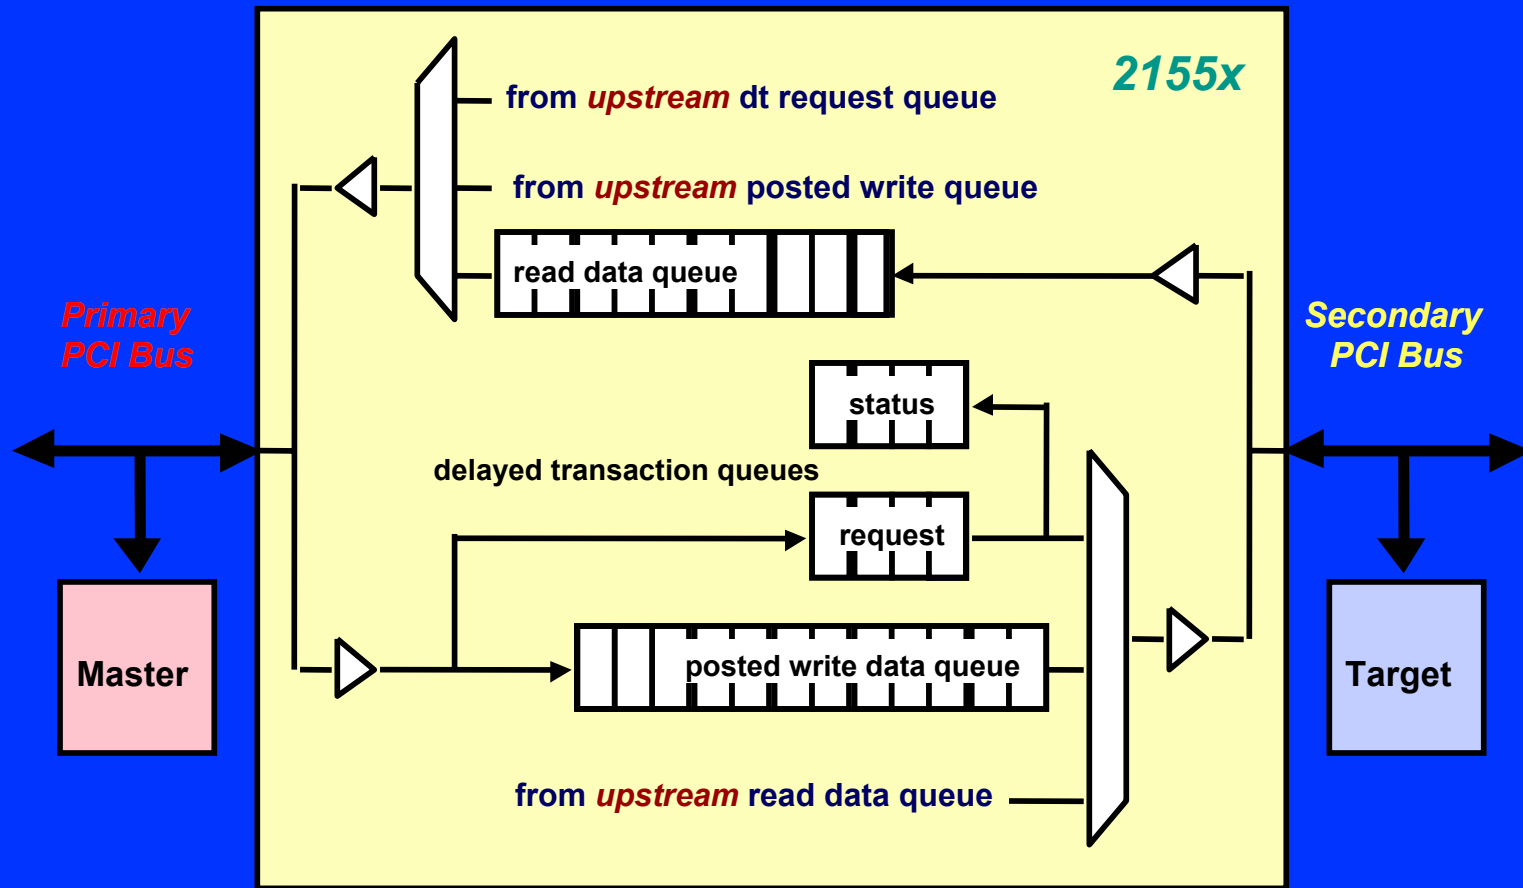 2155x
from upstream dt request queue
from upstream posted write queue
read data queue
Primary
PCI Bus
Secondary
PCI Bus
status
delayed transaction queues
request
Master
posted write data queue
Target
from upstream read data queue